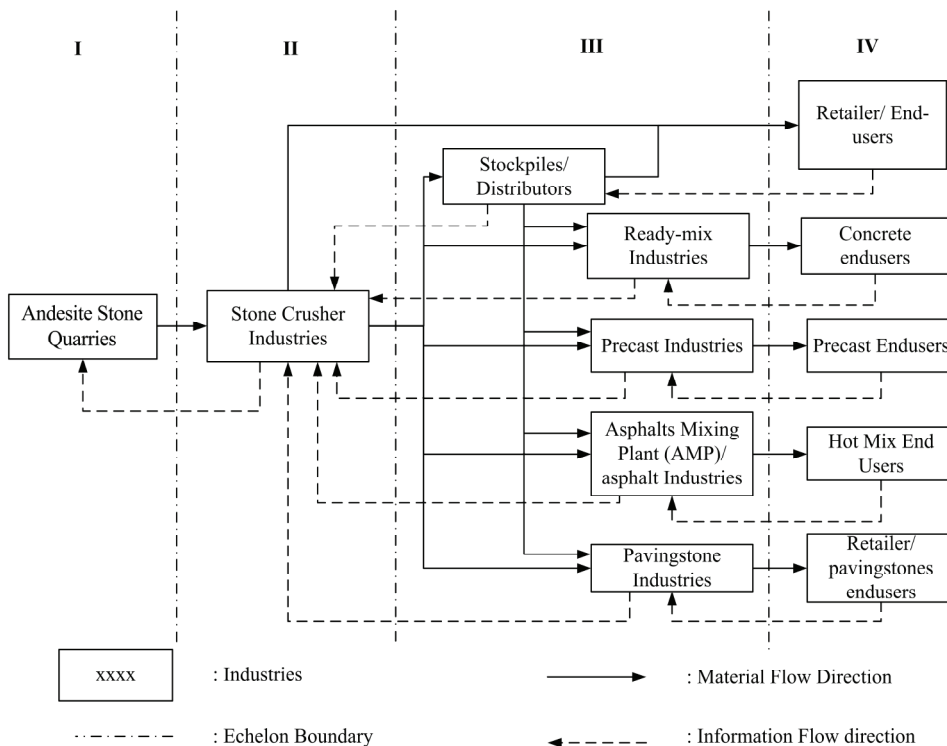 I
II
III
IV
Retailer/ End-
users
Stockpiles/
Distributors
Ready-mix
Industries
Concrete
endusers
Andesite Stone
Quarries
Stone Crusher
Industries
Precast Industries
Precast Endusers
Asphalts Mixing
Plant (AMP)/
asphalt Industries
Hot Mix End
Users
Pavingstone
Industries
Retailer/
pavingstones
endusers
xxxx
: Industries
: Material Flow Direction
: Echelon Boundary
: Information Flow direction